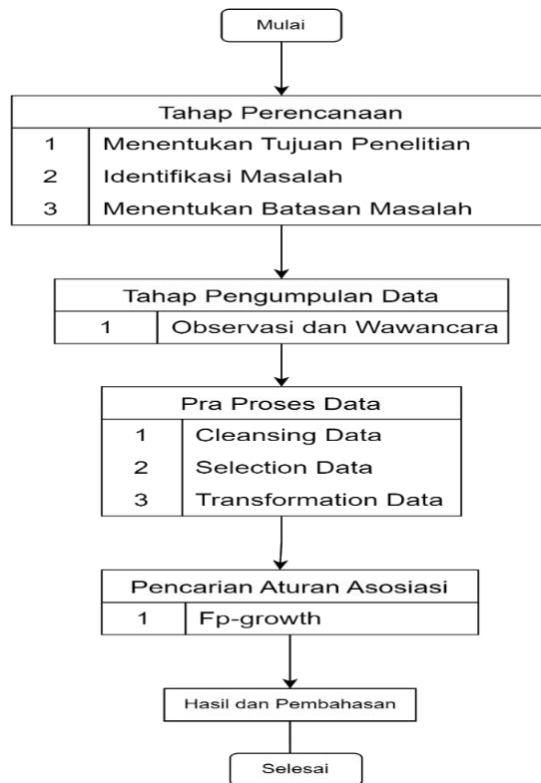 Mulai
Tahap Perencanaan
1 Menentukan Tujuan Penelitian
2 Identifikasi Masalah
3 Menentukan Batasan Masalah
Tahap Pengumpulan Data
1 Observasi dan Wawancara
Pra Proses Data
1 Cleansing Data
2 Selection Data
3 Transformation Data
Pencarian Aturan Asosiasi
1 Fp-growth
Hasil dan Pembahasan
Selesai